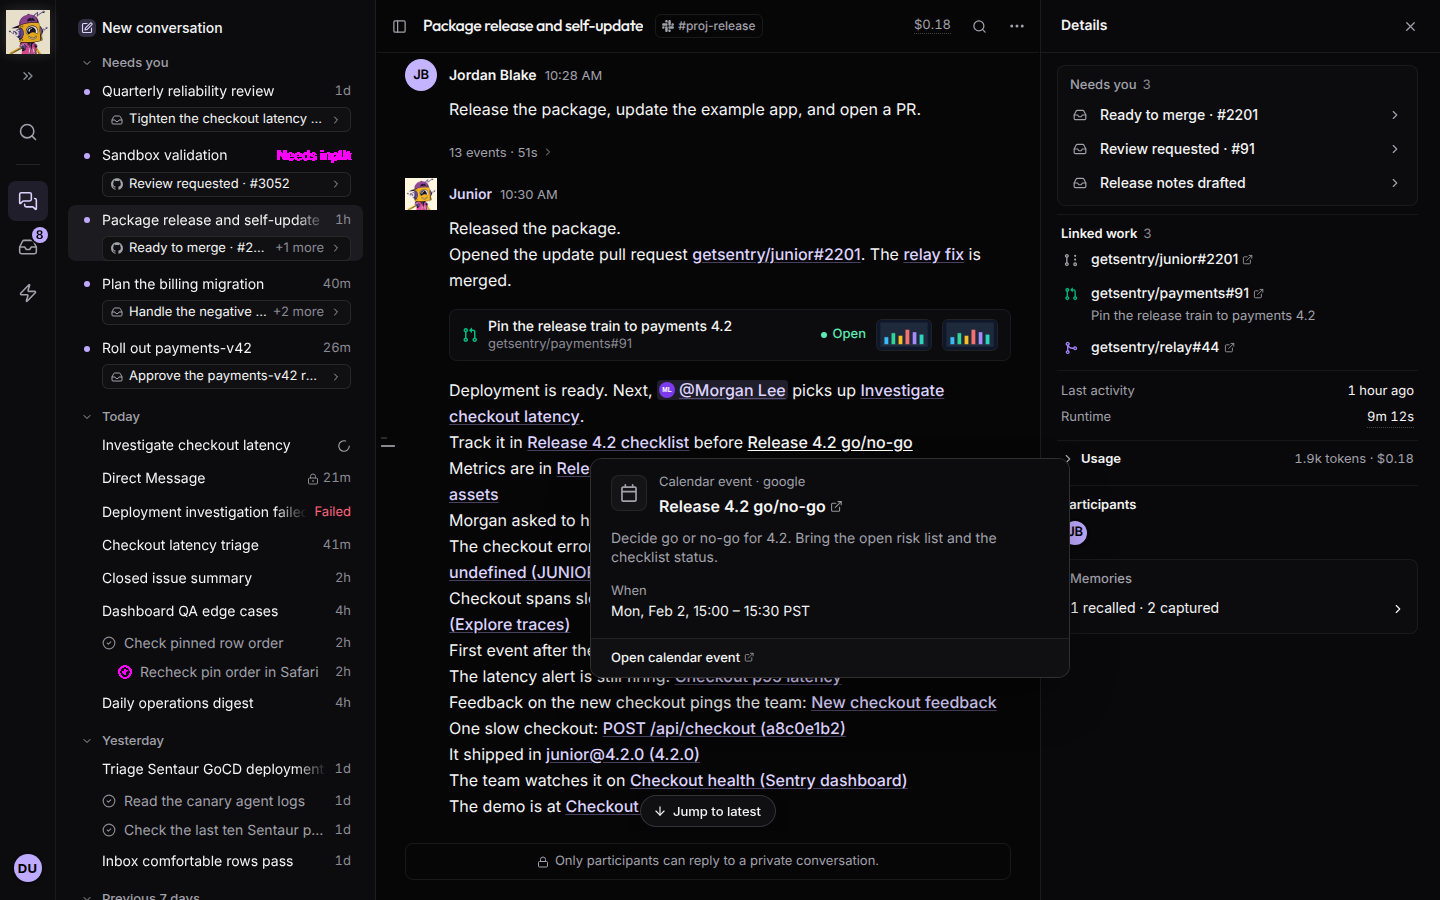 New conversation
Needs you
Quarterly reliability review 1d
Tighten the checkout latency ...
Sandbox validation
Review requested · #3052
Package release and self-update 1h
Ready to merge · #2... +1 more
Plan the billing migration 40m
Handle the negative ... +2 more
Roll out payments-v42 26m
Approve the payments-v42 r...
Today
Investigate checkout latency
Direct Message 21m
Deployment investigation failed Failed
Checkout latency triage 41m
Closed issue summary 2h
Dashboard QA edge cases 4h
Check pinned row order 2h
Recheck pin order in Safari 2h
Daily operations digest 4h
Yesterday
Triage Sentaur GoCD deployment 1d
Read the canary agent logs 1d
Check the last ten Sentaur p... 1d
Inbox comfortable rows pass 1d
Previous 7 days
8
DU
Package release and self-update #proj-release $0.18
JB Jordan Blake 10:28 AM
Release the package, update the example app, and open a PR.
13 events · 51s
Junior 10:30 AM
Released the package.
Opened the update pull request getsentry/junior#2201. The relay fix is
merged.
Pin the release train to payments 4.2
getsentry/payments#91
Open
Deployment is ready. Next, ML @Morgan Lee picks up Investigate
checkout latency.
Track it in Release 4.2 checklist before Release 4.2 go/no-go
Metrics are in Rele
assets
Morgan asked to h
The checkout error
undefined (JUNIOR
Checkout spans slo
(Explore traces)
First event after the
The latency alert is still firing: Checkout p95 latency
Feedback on the new checkout pings the team: New checkout feedback
One slow checkout: POST /api/checkout (a8c0e1b2)
It shipped in junior@4.2.0 (4.2.0)
The team watches it on Checkout health (Sentry dashboard)
The demo is at Checkout
Jump to latest
Only participants can reply to a private conversation.
Calendar event · google
Release 4.2 go/no-go
Decide go or no-go for 4.2. Bring the open risk list and the
checklist status.
When
Mon, Feb 2, 15:00 – 15:30 PST
Open calendar event
Details
Needs you 3
Ready to merge · #2201
Review requested · #91
Release notes drafted
Linked work 3
getsentry/junior#2201
getsentry/payments#91
Pin the release train to payments 4.2
getsentry/relay#44
Last activity 1 hour ago
Runtime 9m 12s
Usage 1.9k tokens · $0.18
articipants
JB
Memories
1 recalled · 2 captured